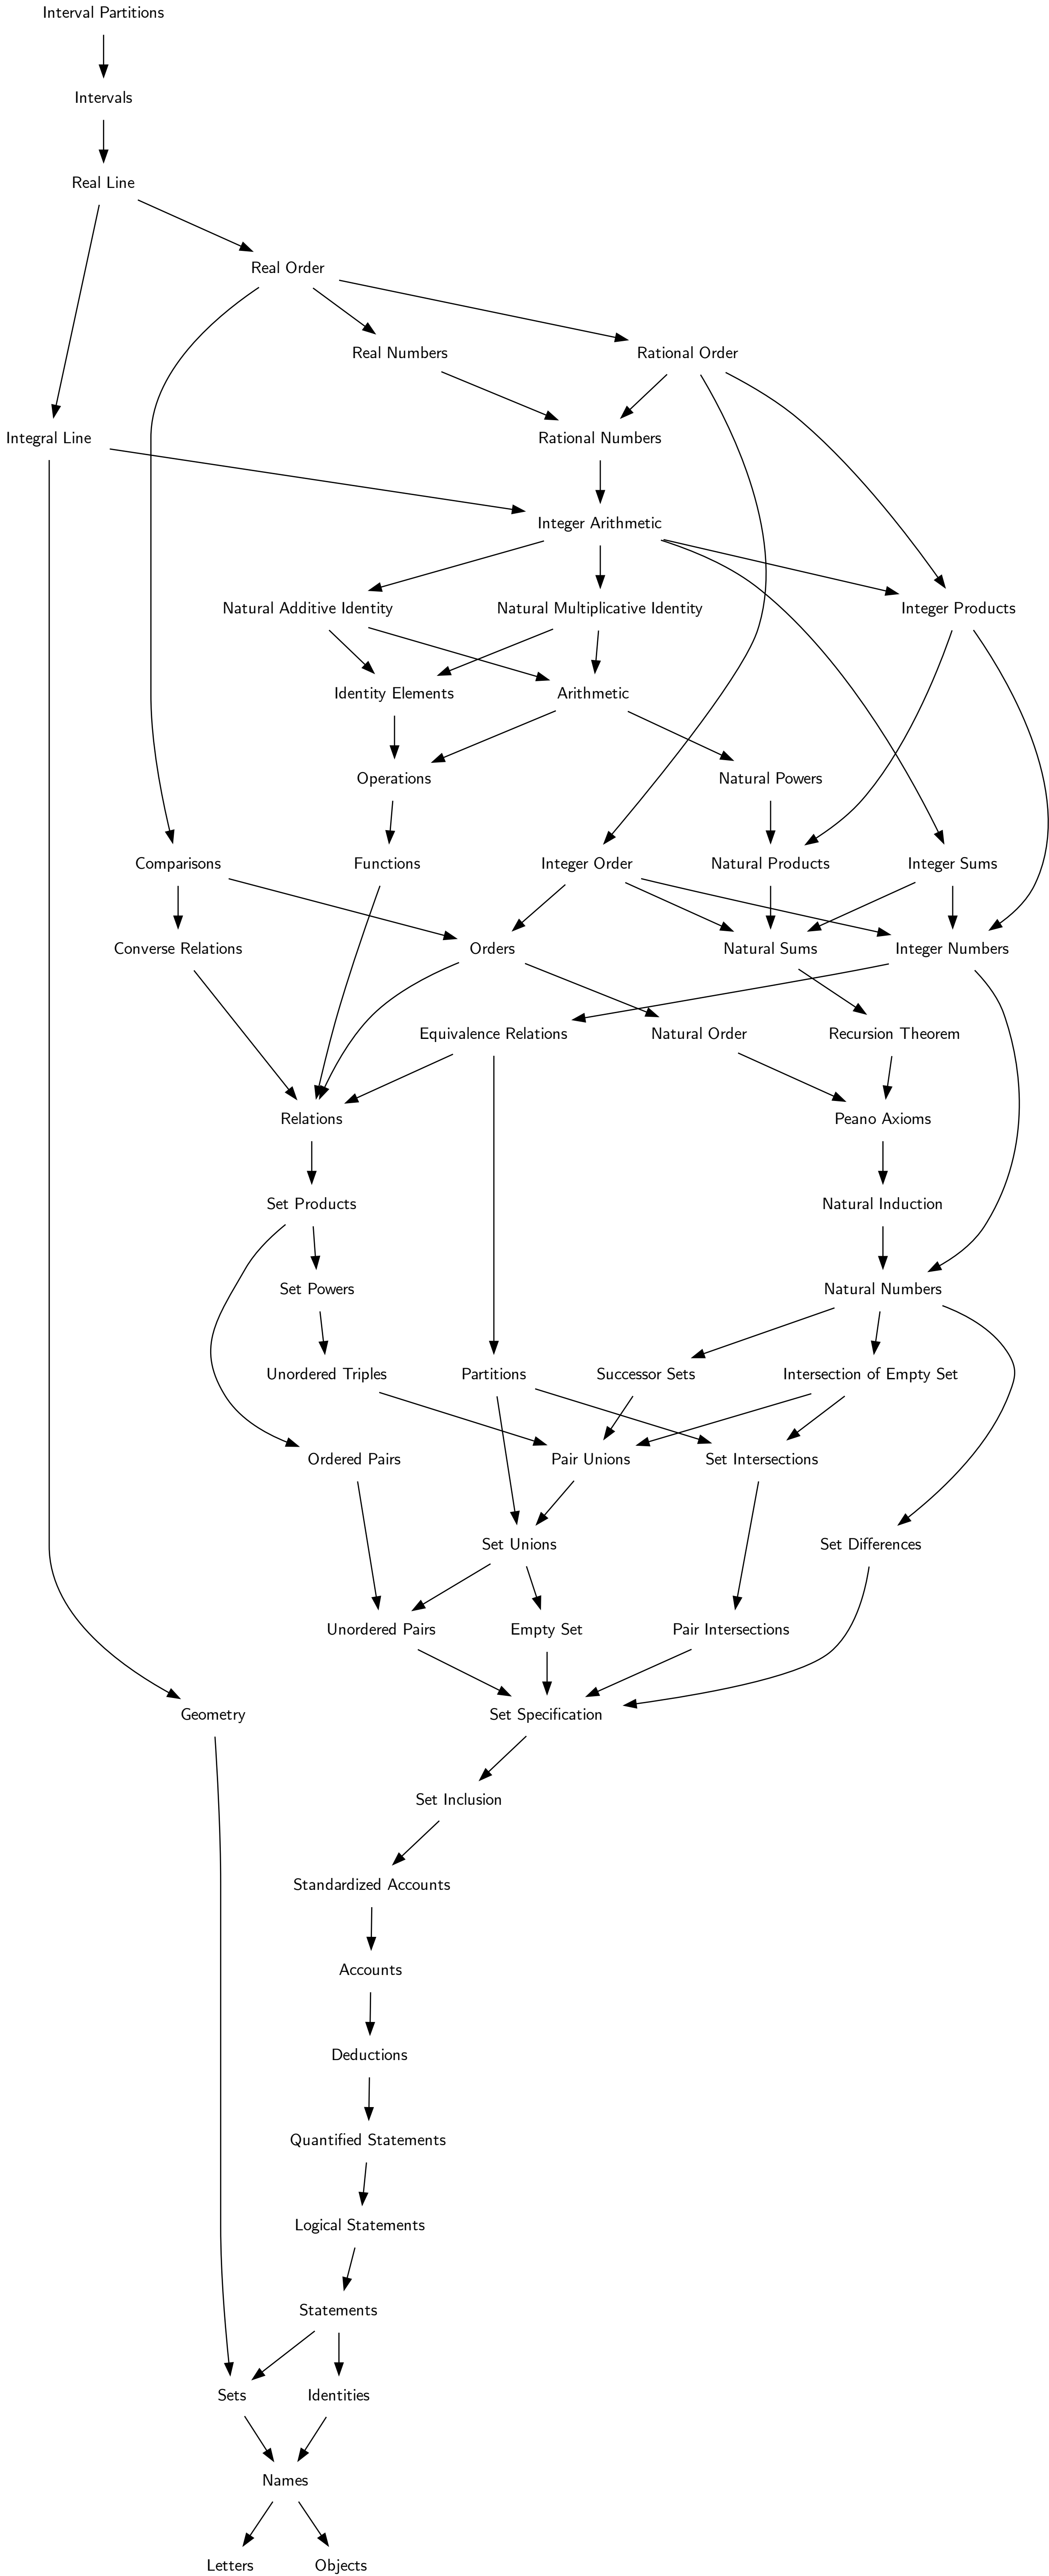 Interval Partitions
Intervals
Real Line
Real Order
Real Numbers
Rational Order
Integral Line
Rational Numbers
Integer Arithmetic
Natural Additive Identity
Natural Multiplicative Identity
Integer Products
Identity Elements
Arithmetic
Operations
Natural Powers
Comparisons
Functions
Integer Order
Natural Products
Integer Sums
Converse Relations
Orders
Natural Sums
Integer Numbers
Equivalence Relations
Natural Order
Recursion Theorem
Relations
Peano Axioms
Set Products
Natural Induction
Set Powers
Natural Numbers
Unordered Triples
Partitions
Successor Sets
Intersection of Empty Set
Ordered Pairs
Pair Unions
Set Intersections
Set Unions
Set Differences
Unordered Pairs
Empty Set
Pair Intersections
Geometry
Set Specification
Set Inclusion
Standardized Accounts
Accounts
Deductions
Quantified Statements
Logical Statements
Statements
Sets
Identities
Names
Letters
Objects